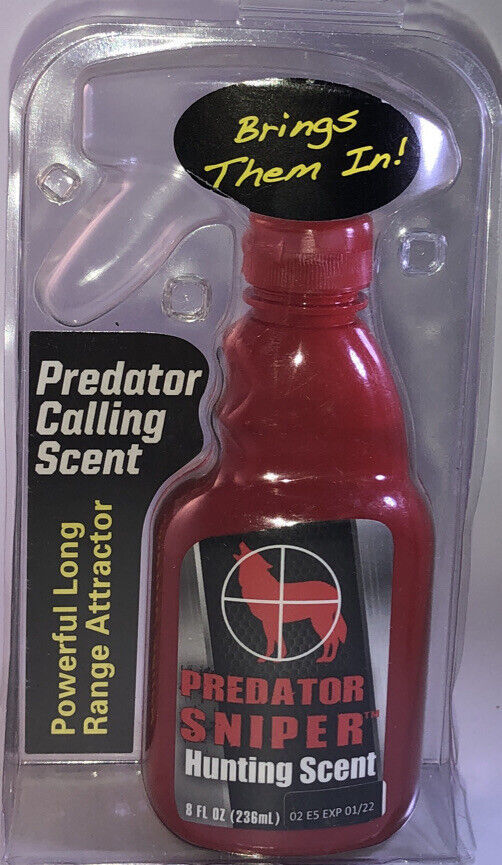 Brings
Them In!
Predator
Calling
Scent
Powerful Long
Range Attractor
PREDATOR
SNIPER™
Hunting Scent
8 FL OZ (236mL)
02 E5 EXP 01/22